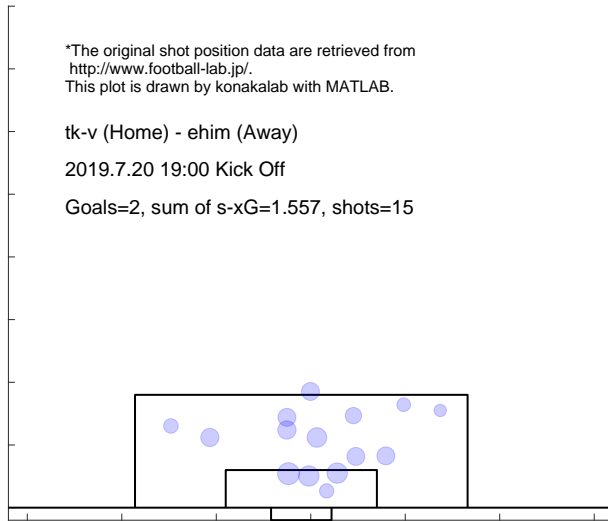 *The original shot position data are retrieved from
http://www.football-lab.jp/.
This plot is drawn by konakalab with MATLAB.
tk-v (Home) - ehim (Away)
2019.7.20 19:00 Kick Off
Goals=2, sum of s-xG=1.557, shots=15